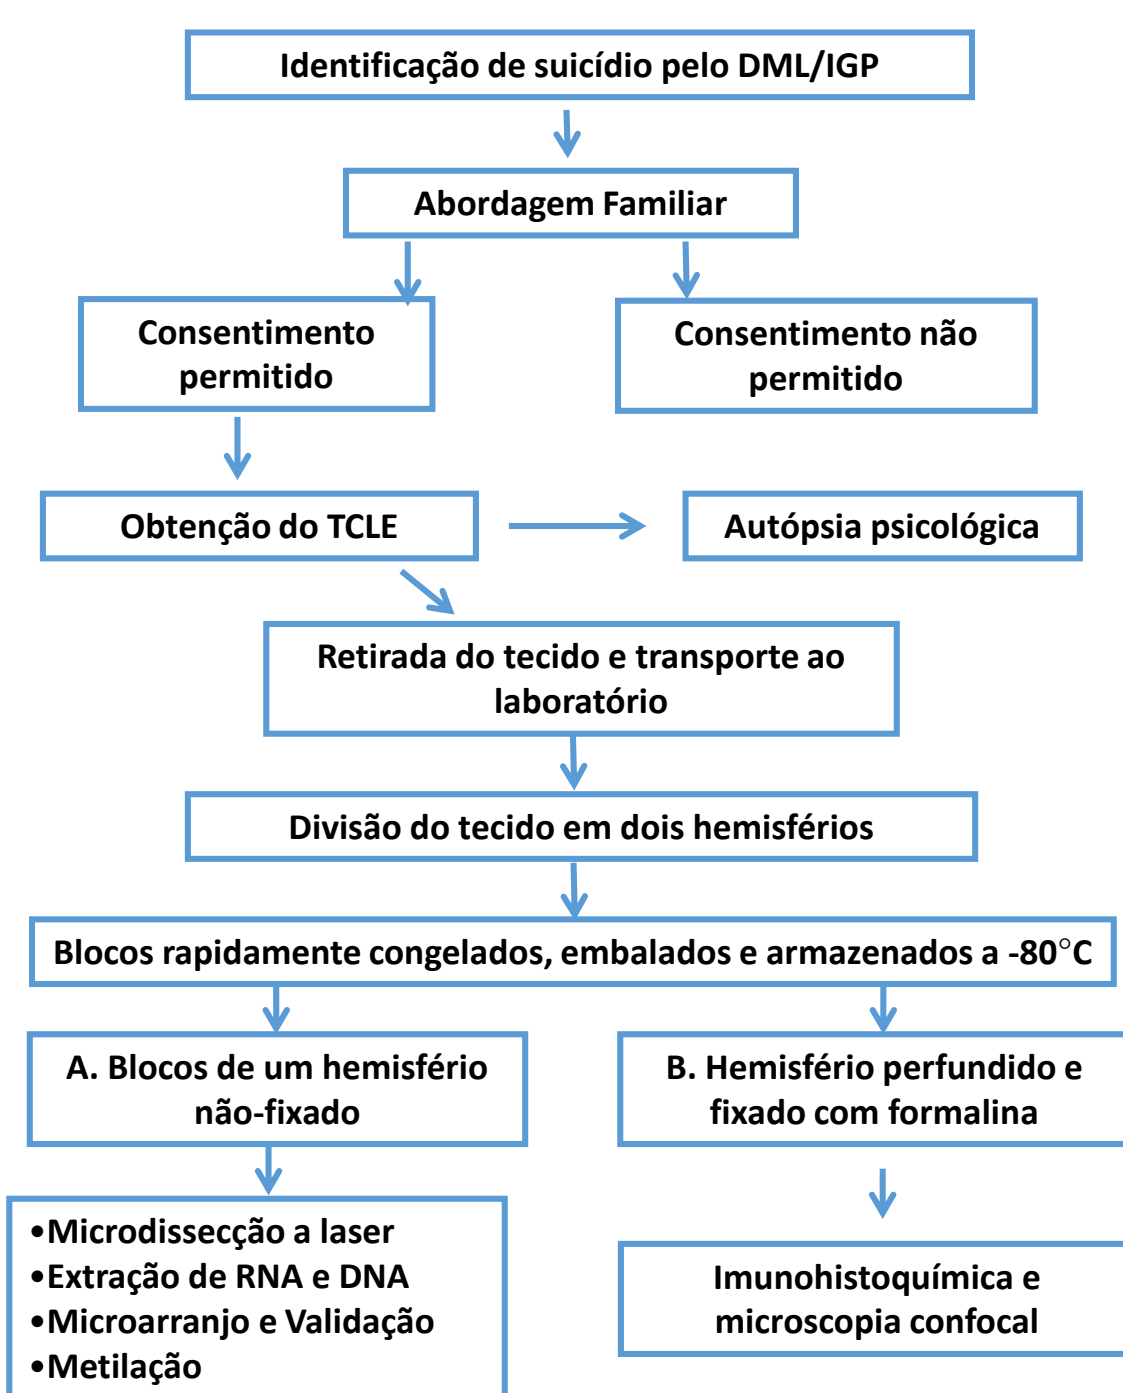 Identificação de suicídio pelo DML/IGP
Abordagem Familiar
Consentimento
permitido
Consentimento não
permitido
Obtenção do TCLE
Autópsia psicológica
Retirada do tecido e transporte ao
laboratório
Divisão do tecido em dois hemisférios
Blocos rapidamente congelados, embalados e armazenados a -80°C
A. Blocos de um hemisfério
não-fixado
B. Hemisfério perfundido e
fixado com formalina
•Microdissecção a laser
•Extração de RNA e DNA
•Microarranjo e Validação
•Metilação
Imunohistoquímica e
microscopia confocal